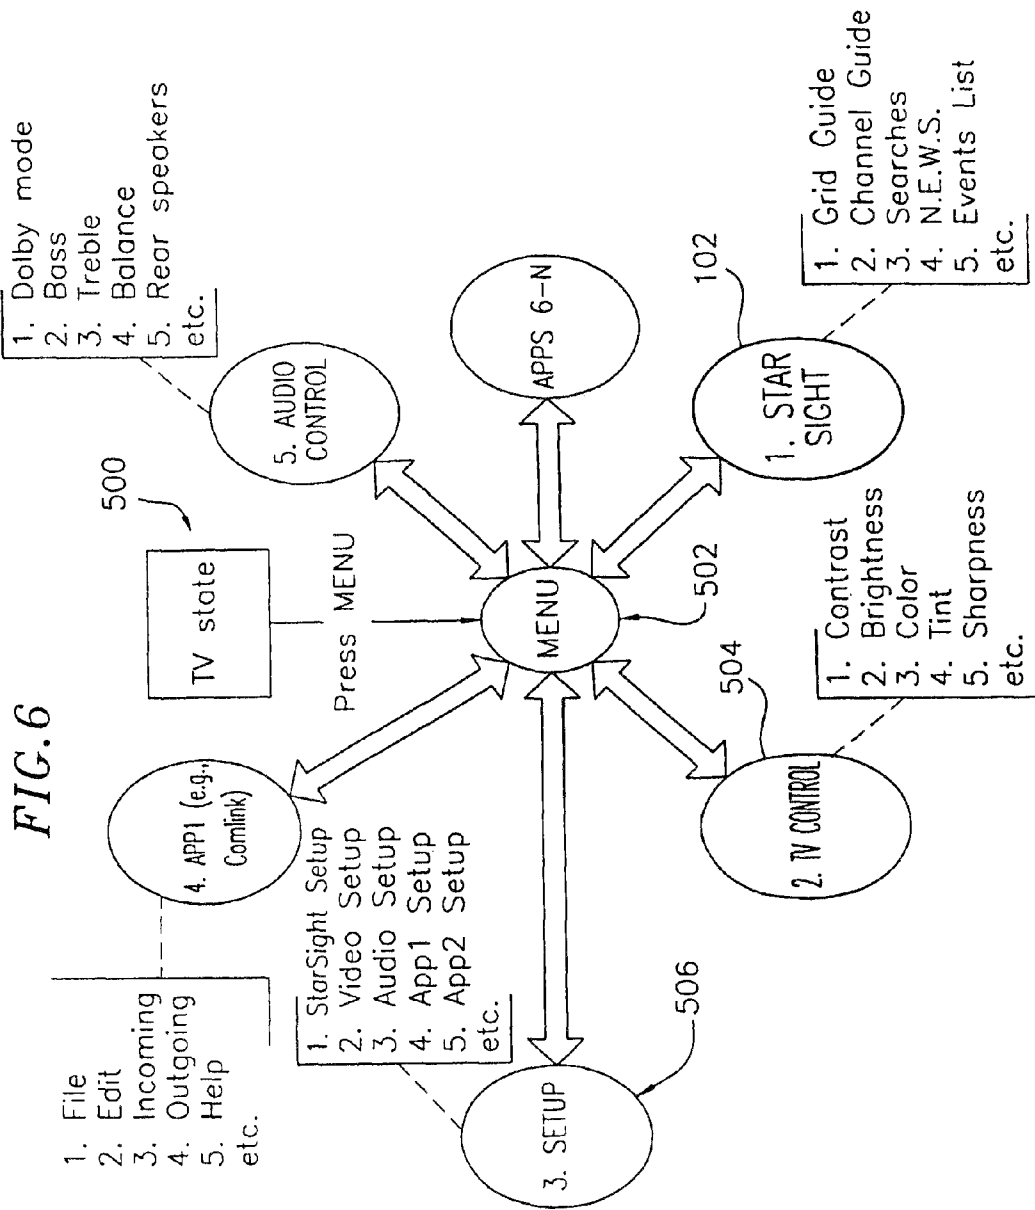 FIG.6
1. File
2. Edit
3. Incoming
4. Outgoing
5. Help
etc.
4. APP1 (e.g.,
Comlink)
TV state
500
Press MENU
1. Dolby mode
2. Bass
3. Treble
4. Balance
5. Rear speakers
etc.
5. AUDIO
CONTROL
1. StarSight Setup
2. Video Setup
3. Audio Setup
4. App1 Setup
5. App2 Setup
etc.
3. SETUP
506
MENU
502
APPS 6-N
2. TV CONTROL
504
1. Contrast
2. Brightness
3. Color
4. Tint
5. Sharpness
etc.
1. STAR
SIGHT
102
1. Grid Guide
2. Channel Guide
3. Searches
4. N.E.W.S.
5. Events List
etc.